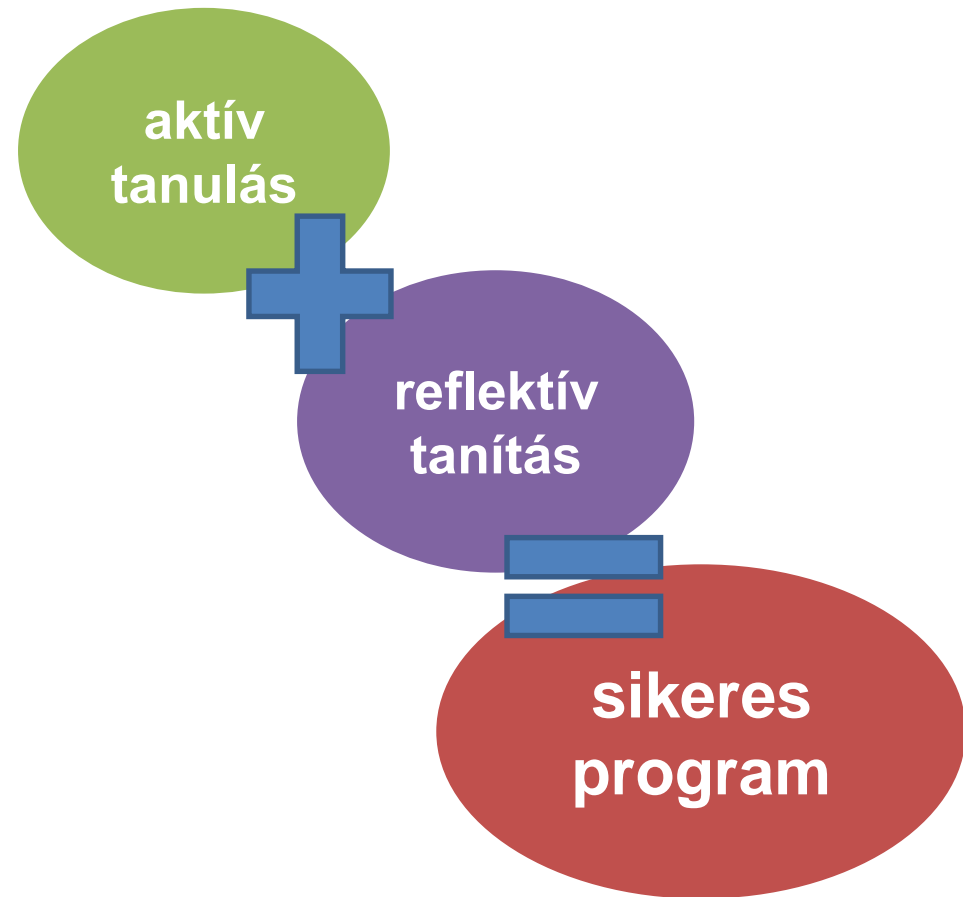 aktív
tanulás
reflektív
tanítás
sikeres
program